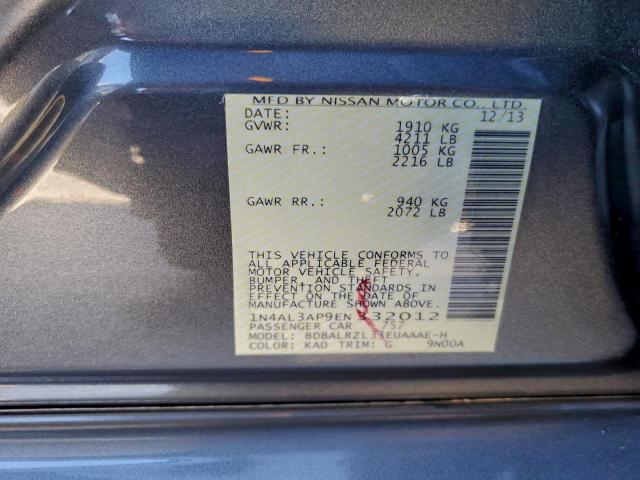 MFD BY NISSAN MOTOR CO., LTD.
DATE: 12/13
GVWR: 1910 KG
4211 LB
GAWR FR.: 1005 KG
2216 LB
GAWR RR.: 940 KG
2072 LB
THIS VEHICLE CONFORMS TO
ALL APPLICABLE FEDERAL
MOTOR VEHICLE SAFETY,
BUMPER, AND THEFT
PREVENTION STANDARDS IN
EFFECT ON THE DATE OF
MANUFACTURE SHOWN ABOVE.
1N4AL3AP9EN332012
PASSENGER CAR 757
MODEL: BDBALRZL33EUAAAE-H
COLOR: KAD TRIM: G 9N00A